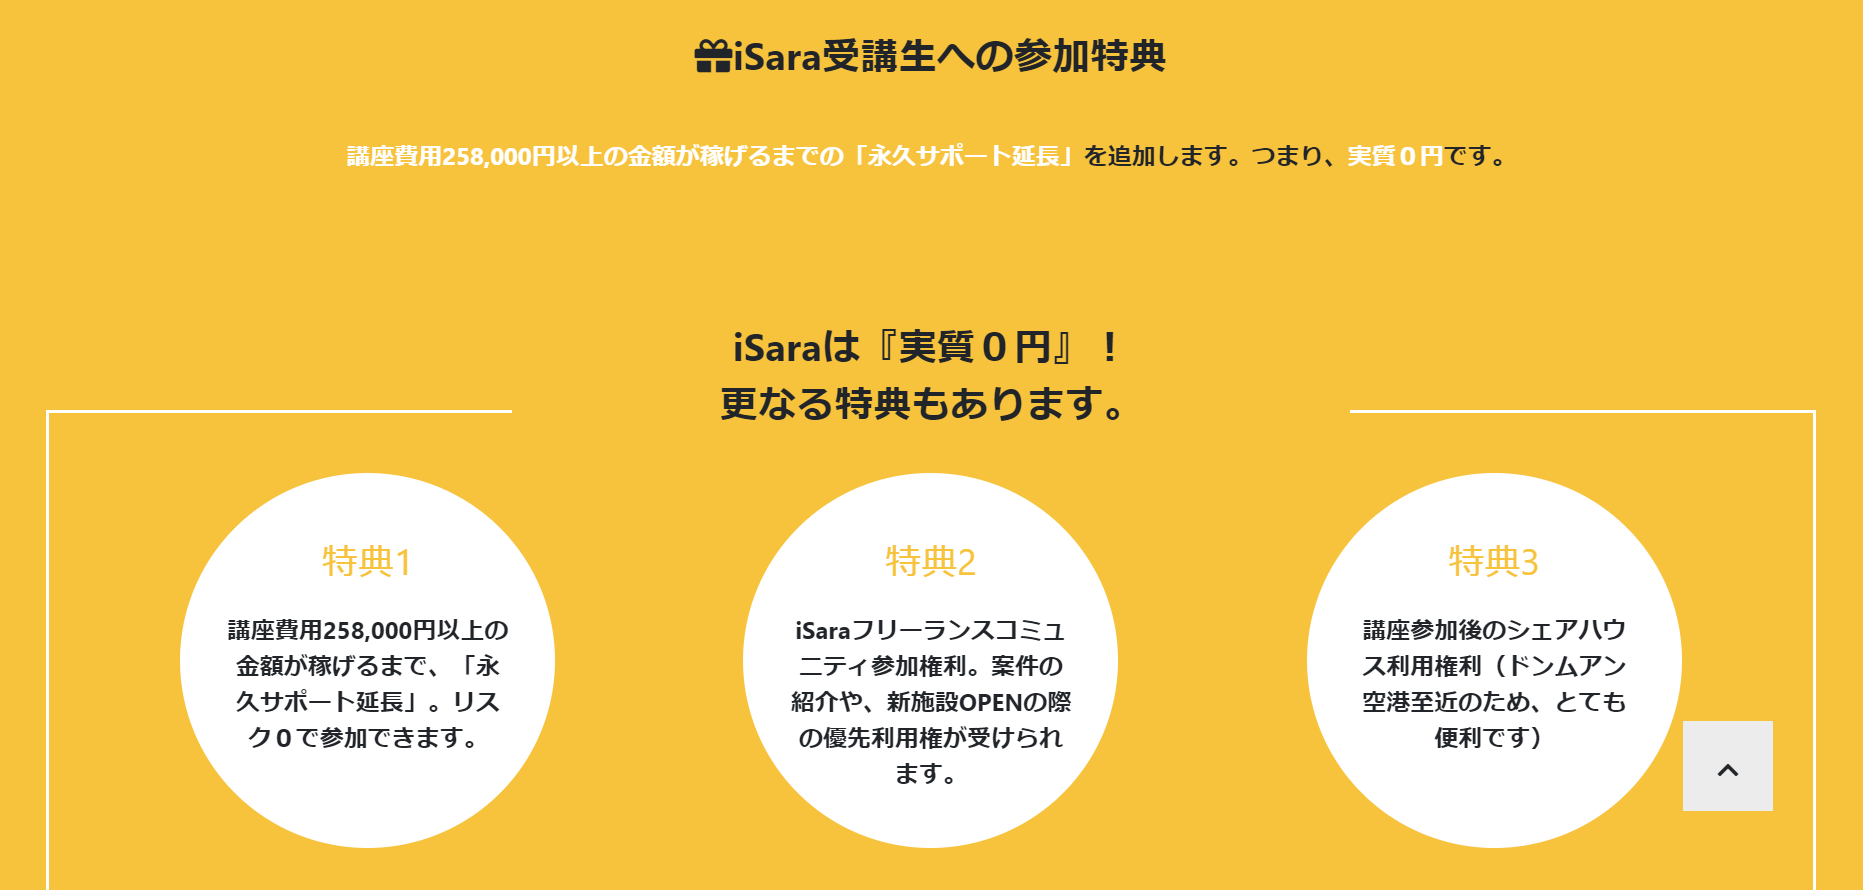 iSara受講生への参加特典
講座費用258,000円以上の金額が稼げるまでの「永久サポート延長」を追加します。つまり、実質０円です。
iSaraは『実質０円』！
更なる特典もあります。
特典1
講座費用258,000円以上の
金額が稼げるまで、「永
久サポート延長」。リス
ク０で参加できます。
特典2
iSaraフリーランスコミュ
ニティ参加権利。案件の
紹介や、新施設OPENの際
の優先利用権が受けられ
ます。
特典3
講座参加後のシェアハウ
ス利用権利（ドンムアン
空港至近のため、とても
便利です）